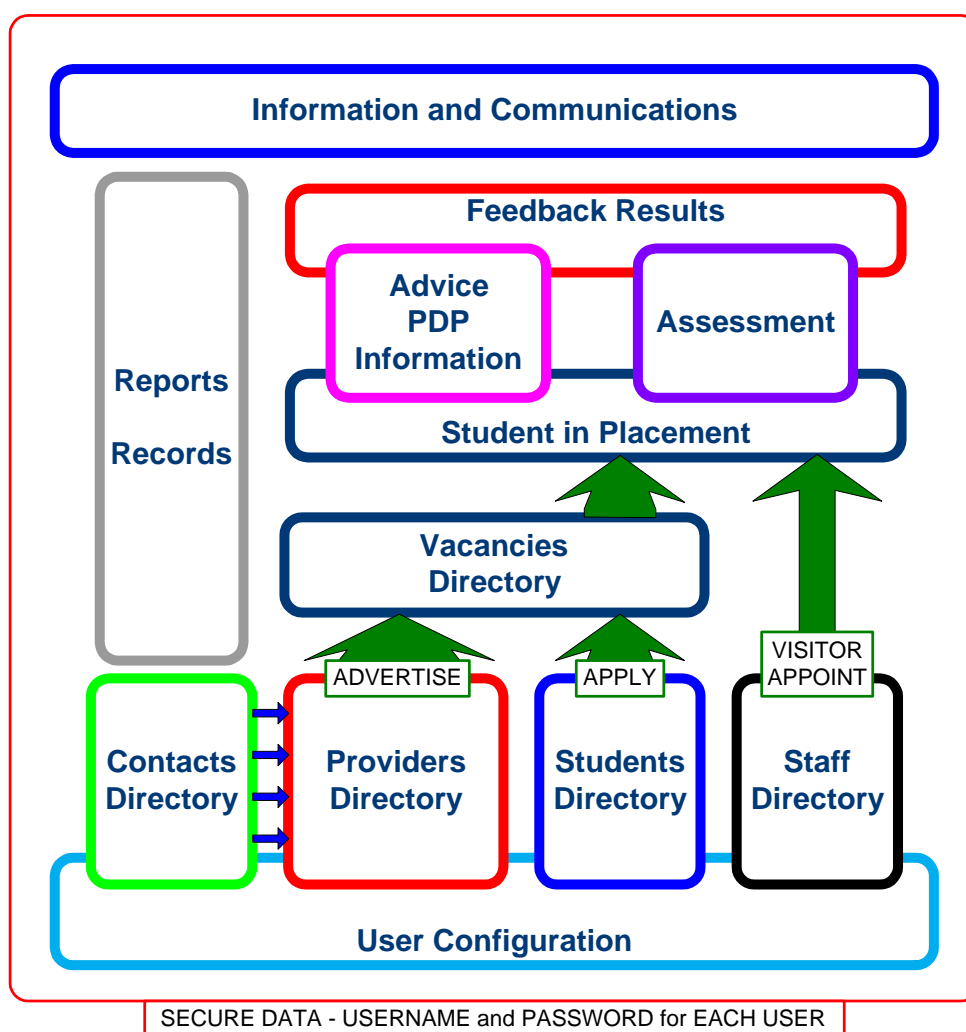 Information and Communications
Feedback Results
Advice
PDP
Information
Assessment
Reports
Records
Student in Placement
Vacancies
Directory
ADVERTISE
APPLY
VISITOR
APPOINT
Contacts
Directory
Providers
Directory
Students
Directory
Staff
Directory
User Configuration
SECURE DATA - USERNAME and PASSWORD for EACH USER